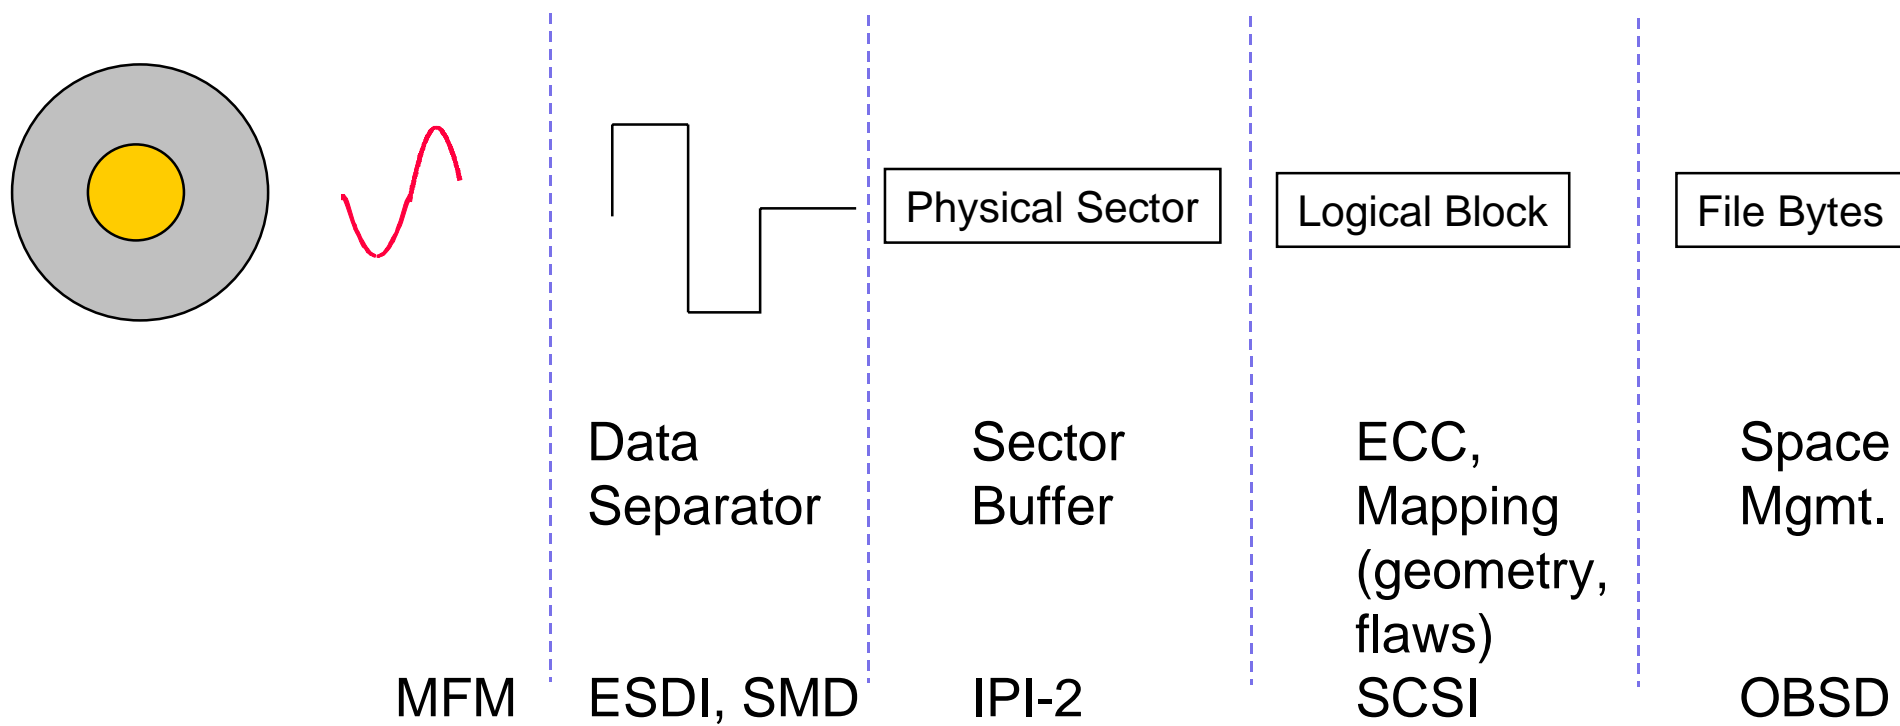 Physical Sector
Logical Block
File Bytes
Data
Separator
Sector
Buffer
ECC,
Mapping
(geometry,
flaws)
Space
Mgmt.
MFM
ESDI, SMD
IPI-2
SCSI
OBSD